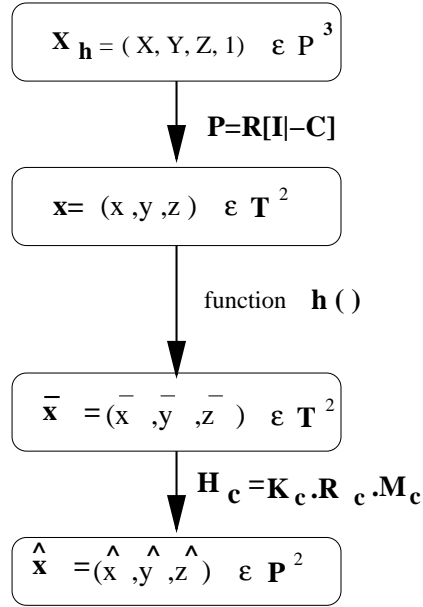 X h = ( X, Y, Z, 1) ε P 3
P=R[I|−C]
x= (x ,y ,z ) ε T 2
function h ( )
x̄ =(x̄ ,ȳ ,z̄ ) ε T 2
H c =K c .R c .M c
x̂ =(x̂ ,ŷ ,ẑ ) ε P 2